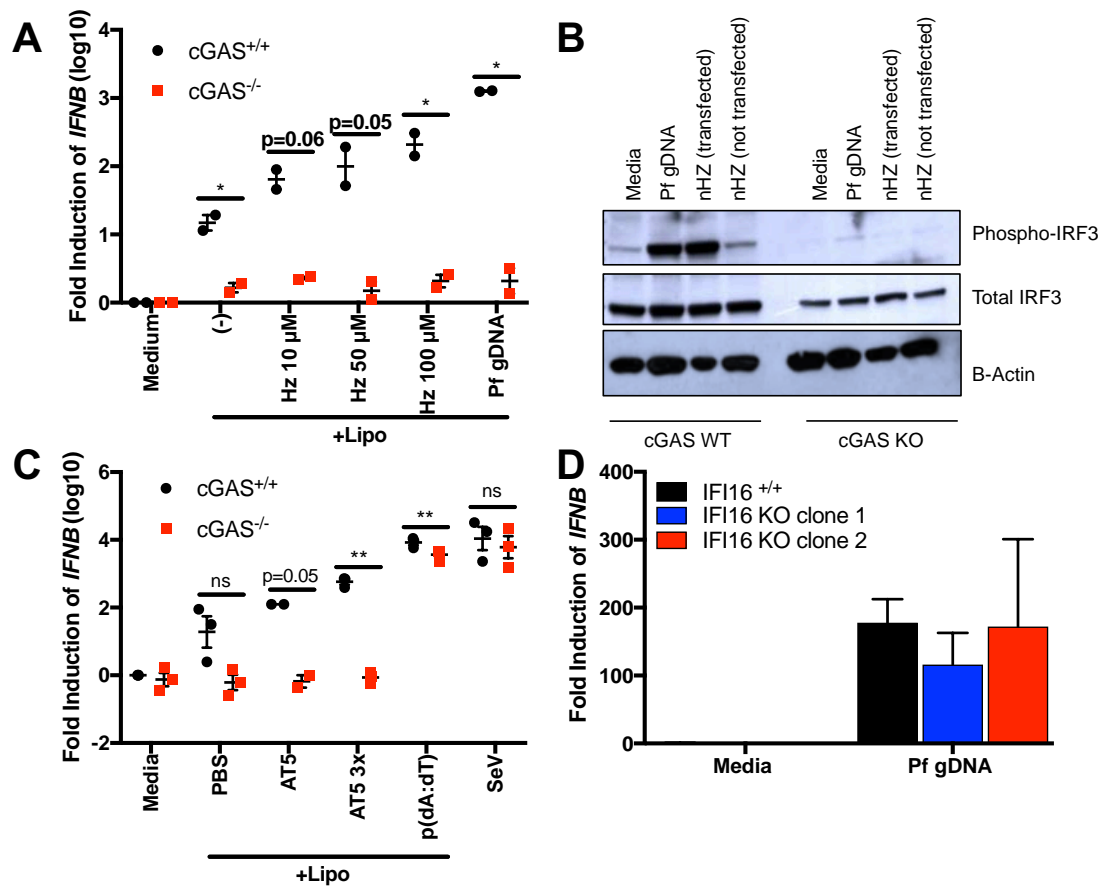 A
Fold Induction of IFNB (log10)
4
3
2
1
0
cGAS+/+
cGAS-/-
*
p=0.06
p=0.05
*
*
Medium
(-)
Hz 10 µM
Hz 50 µM
Hz 100 µM
Pf gDNA
+Lipo
B
Media
Pf gDNA
nHZ (transfected)
nHZ (not transfected)
Media
Pf gDNA
nHZ (transfected)
nHZ (not transfected)
Phospho-IRF3
Total IRF3
B-Actin
cGAS WT
cGAS KO
C
Fold Induction of IFNB (log10)
6
4
2
0
-2
cGAS+/+
cGAS-/-
ns
p=0.05
**
**
ns
Media
PBS
AT5
AT5 3x
p(dA:dT)
SeV
+Lipo
D
Fold Induction of IFNB
400
300
200
100
0
IFI16 +/+
IFI16 KO clone 1
IFI16 KO clone 2
Media
Pf gDNA